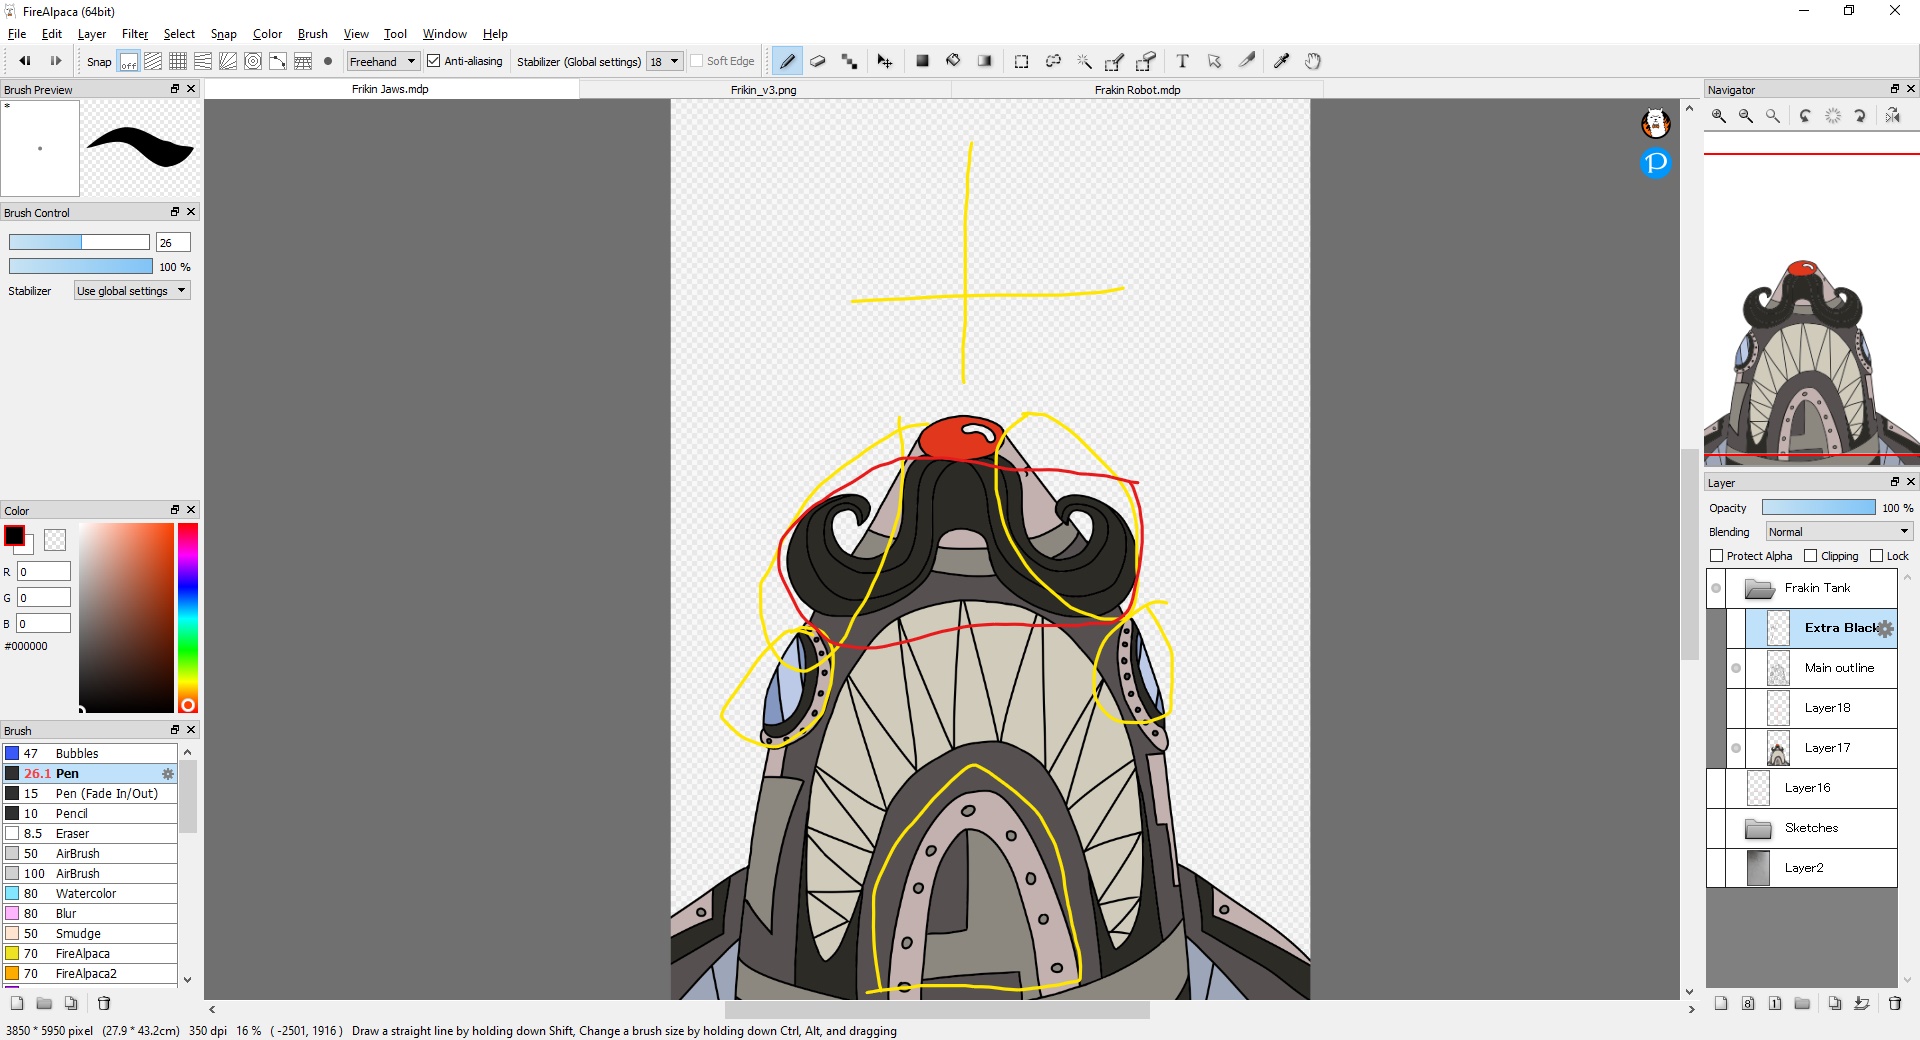 FireAlpaca (64bit)
File Edit Layer Filter Select Snap Color Brush View Tool Window Help
Snap off Freehand Anti-aliasing Stabilizer (Global settings) 18 Soft Edge T
Brush Preview
Frikin Jaws.mdp Frikin_v3.png Frakin Robot.mdp
Navigator
*
P
Brush Control
26
100 %
Stabilizer Use global settings
Layer
Opacity 100 %
Blending Normal
Protect Alpha Clipping Lock
Color
R 0
G 0
B 0
#000000
Frakin Tank
Extra Black
Main outline
Layer18
Layer17
Layer16
Sketches
Layer2
Brush
47 Bubbles
26.1 Pen
15 Pen (Fade In/Out)
10 Pencil
8.5 Eraser
50 AirBrush
100 AirBrush
80 Watercolor
80 Blur
50 Smudge
70 FireAlpaca
70 FireAlpaca2
8 1
3850 * 5950 pixel (27.9 * 43.2cm) 350 dpi 16 % ( -2501, 1916 ) Draw a straight line by holding down Shift, Change a brush size by holding down Ctrl, Alt, and dragging